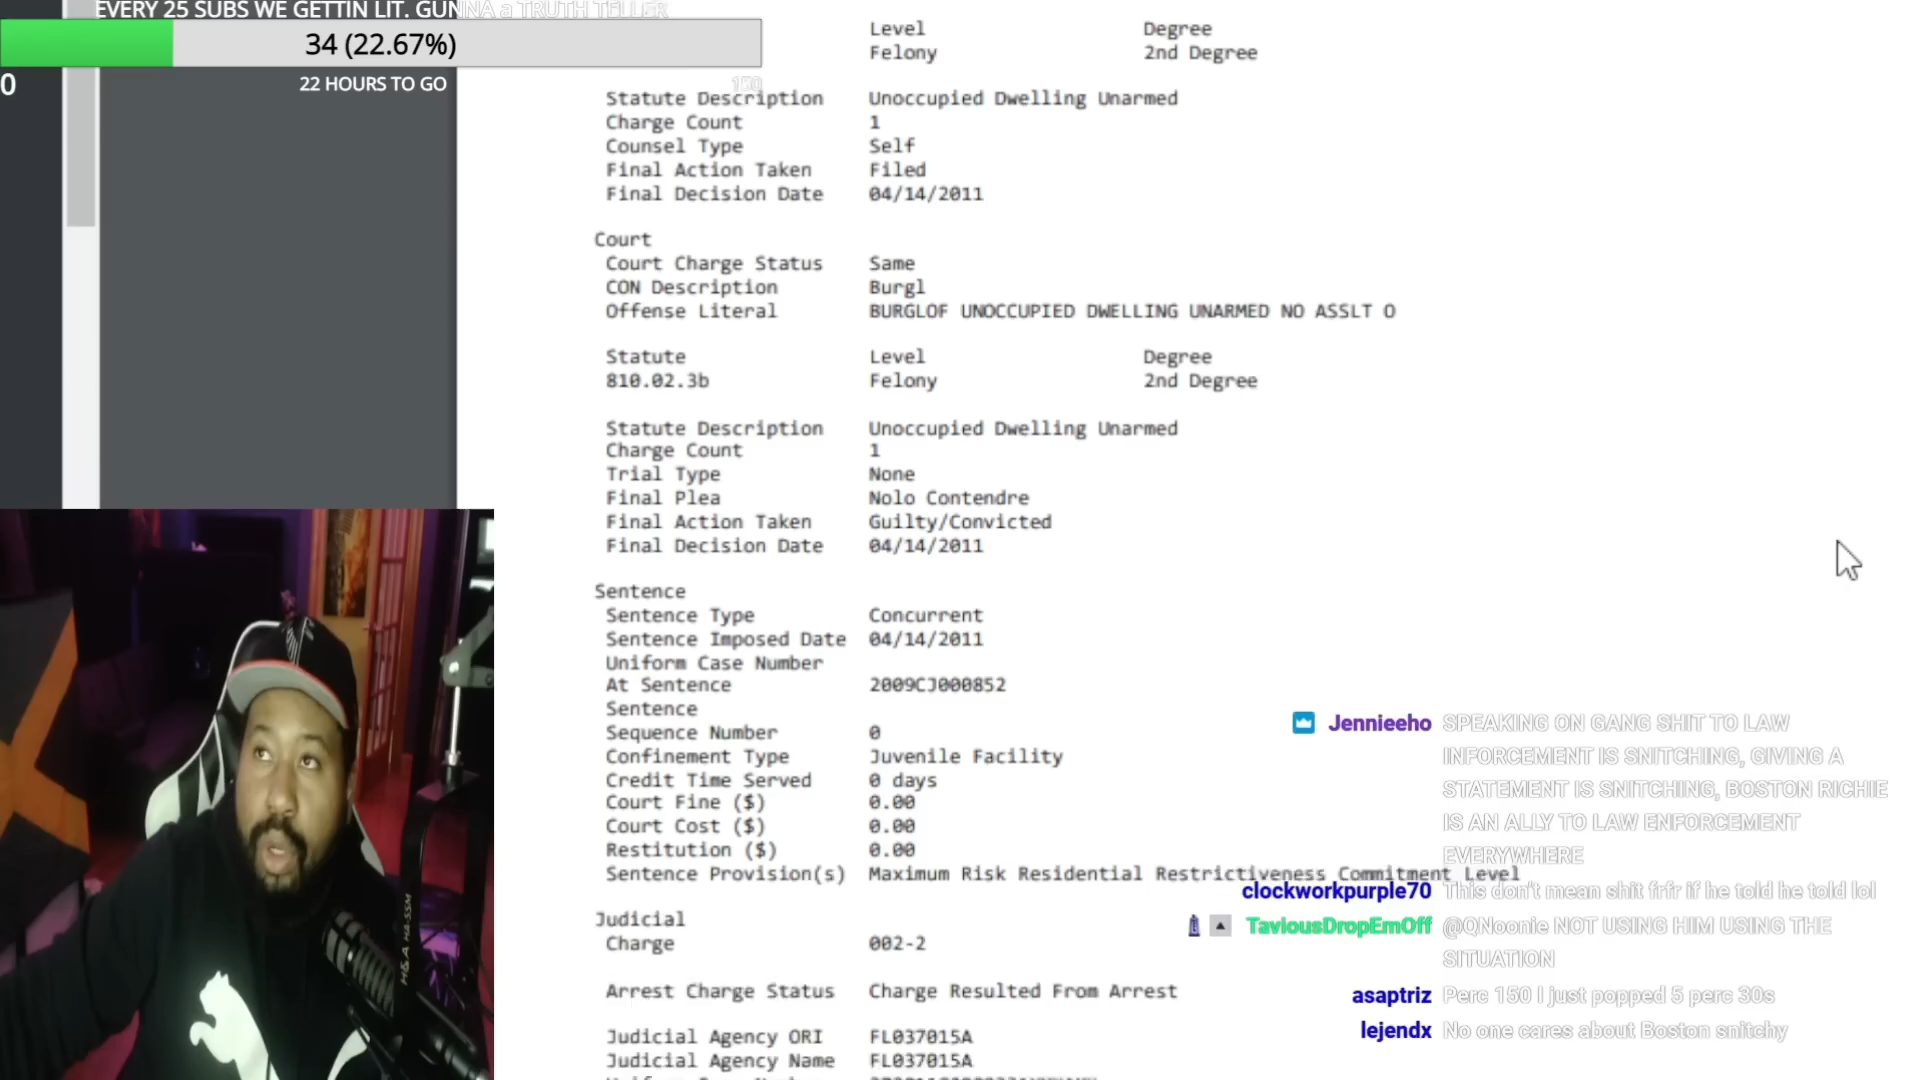 EVERY 25 SUBS WE GETTIN LIT. GUNNA a TRUTH TELLER
34 (22.67%)
0
22 HOURS TO GO
150
Level Degree
Felony 2nd Degree
Statute Description Unoccupied Dwelling Unarmed
Charge Count 1
Counsel Type Self
Final Action Taken Filed
Final Decision Date 04/14/2011
Court
Court Charge Status Same
CON Description Burgl
Offense Literal BURGLOF UNOCCUPIED DWELLING UNARMED NO ASSLT O
Statute Level Degree
810.02.3b Felony 2nd Degree
Statute Description Unoccupied Dwelling Unarmed
Charge Count 1
Trial Type None
Final Plea Nolo Contendre
Final Action Taken Guilty/Convicted
Final Decision Date 04/14/2011
Sentence
Sentence Type Concurrent
Sentence Imposed Date 04/14/2011
Uniform Case Number
At Sentence 2009CJ000852
Sentence
Sequence Number 0
Confinement Type Juvenile Facility
Credit Time Served 0 days
Court Fine ($) 0.00
Court Cost ($) 0.00
Restitution ($) 0.00
Sentence Provision(s) Maximum Risk Residential Restrictiveness Commitment Level
Judicial
Charge 002-2
Arrest Charge Status Charge Resulted From Arrest
Judicial Agency ORI FL037015A
Judicial Agency Name FL037015A
Jennieeho SPEAKING ON GANG SHIT TO LAW
INFORCEMENT IS SNITCHING, GIVING A
STATEMENT IS SNITCHING, BOSTON RICHIE
IS AN ALLY TO LAW ENFORCEMENT
EVERYWHERE
clockworkpurple70 This don't mean shit frfr if he told he told lol
TaviousDropEmOff @QNoonie NOT USING HIM USING THE
SITUATION
asaptriz Perc 150 I just popped 5 perc 30s
lejendx No one cares about Boston snitchy